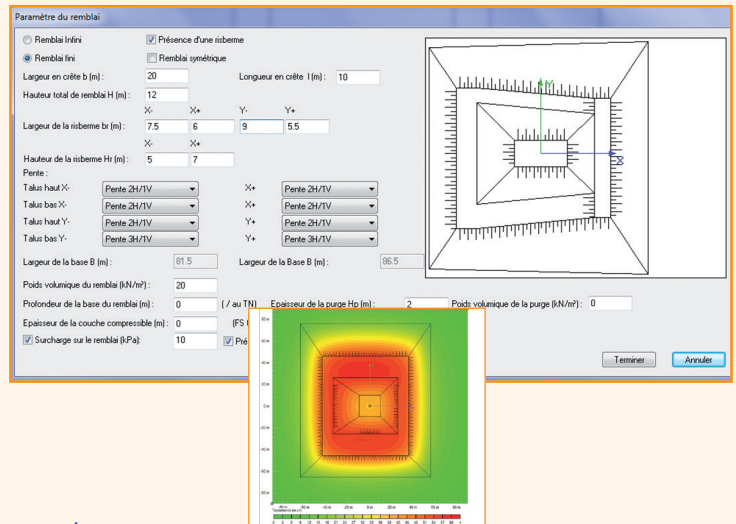 Paramètre du remblai
Remblai Infini Présence d'une risberme
Remblai fini Remblai symétrique
Largeur en crête b (m) : 20 Longueur en crête l (m) : 10
Hauteur total de remblai H (m) : 12
X- X+ Y- Y+
Largeur de la risberme br (m) : 7.5 6 9 5.5
X- X+
Hauteur de la risberme Hr (m) : 5 7
Pente :
Talus haut X- Pente 2H/1V X+ Pente 2H/1V
Talus bas X- Pente 2H/1V X+ Pente 2H/1V
Talus haut Y- Pente 2H/1V Y+ Pente 2H/1V
Talus bas Y- Pente 3H/1V Y+ Pente 3H/1V
Largeur de la base B (m) : 81.5 Largeur de la Base B (m) : 86.5
Poids volumique du remblai (kN/m³) : 20
Profondeur de la base du remblai (m) : 0 ( / au TN) Epaisseur de la purge Hp (m) : 2 Poids volumique de la purge (kN/m³) : 0
Epaisseur de la couche compressible (m) : 0 (FS
Surcharge sur le remblai (kPa): 10 Pré
Terminer Annuler
Y
X